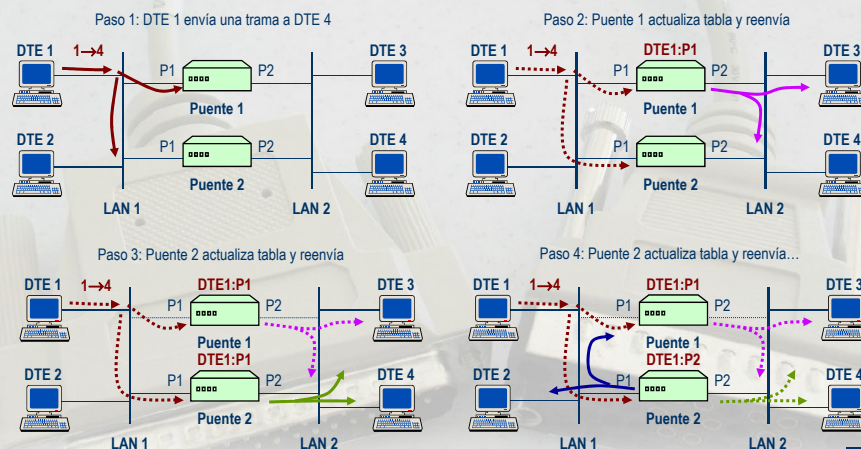 Paso 1: DTE 1 envía una trama a DTE 4
DTE 1
1→4
P1
P2
DTE 3
Puente 1
DTE 2
P1
P2
DTE 4
Puente 2
LAN 1
LAN 2
Paso 2: Puente 1 actualiza tabla y reenvía
DTE 1
1→4
DTE1:P1
P1
P2
DTE 3
Puente 1
DTE 2
P1
P2
DTE 4
Puente 2
LAN 1
LAN 2
Paso 3: Puente 2 actualiza tabla y reenvía
DTE 1
1→4
DTE1:P1
P1
P2
DTE 3
Puente 1
DTE1:P1
DTE 2
P1
P2
DTE 4
Puente 2
LAN 1
LAN 2
Paso 4: Puente 2 actualiza tabla y reenvía…
DTE 1
1→4
DTE1:P1
P1
P2
DTE 3
Puente 1
DTE1:P2
DTE 2
P1
P2
DTE 4
Puente 2
LAN 1
LAN 2